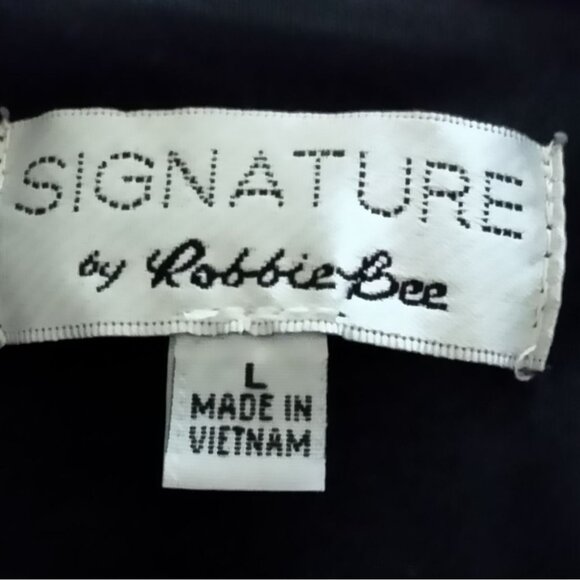 SIGNATURE
by Robbie Bee
L
MADE IN
VIETNAM